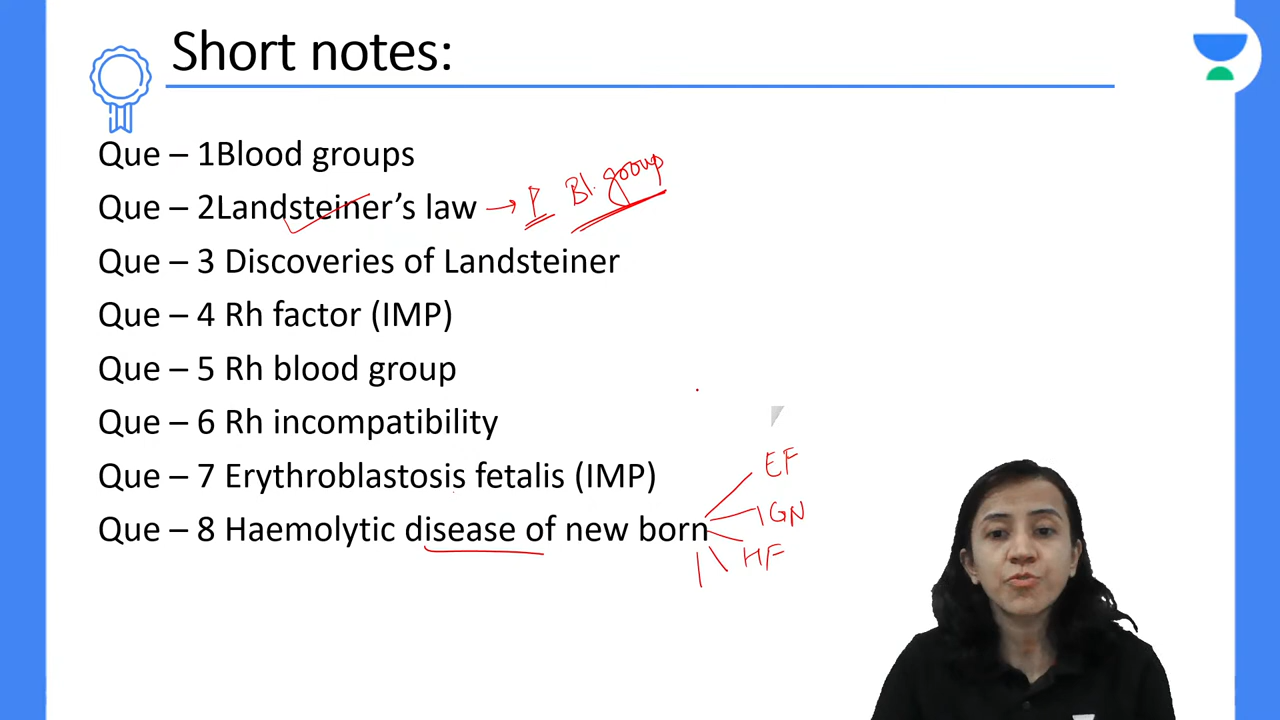 Short notes:
Que – 1Blood groups
Que – 2Landsteiner's law → P Bl. group
Que – 3 Discoveries of Landsteiner
Que – 4 Rh factor (IMP)
Que – 5 Rh blood group
Que – 6 Rh incompatibility
Que – 7 Erythroblastosis fetalis (IMP)
EF
Que – 8 Haemolytic disease of new born
IGN
HF